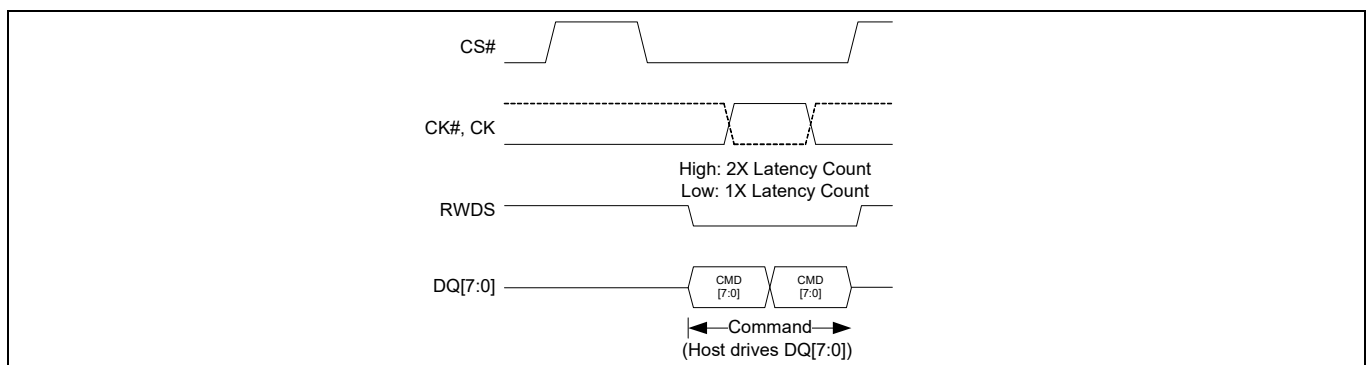 CS#
CK#, CK
High: 2X Latency Count
Low: 1X Latency Count
RWDS
DQ[7:0]
CMD
[7:0]
CMD
[7:0]
Command
(Host drives DQ[7:0])